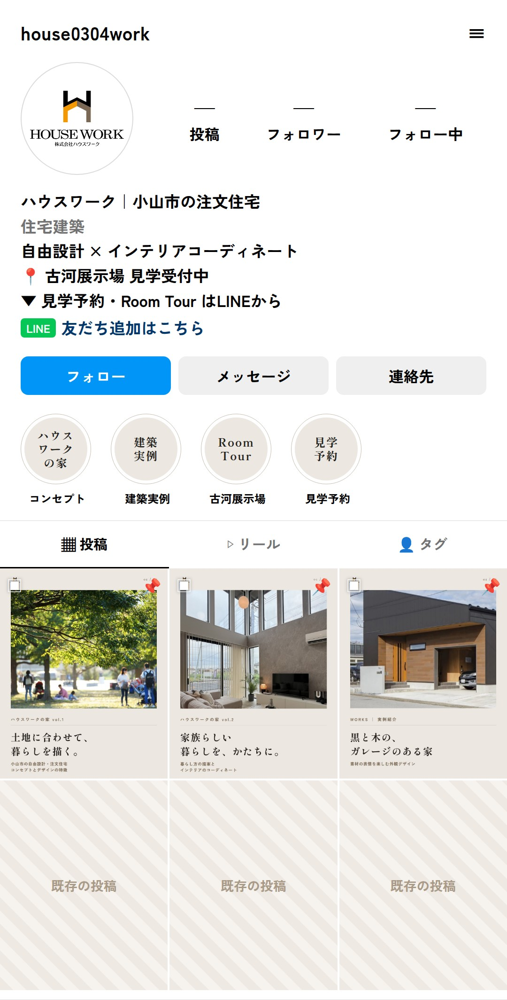 house0304work
HOUSE WORK
株式会社ハウスワーク
—
—
—
投稿
フォロワー
フォロー中
ハウスワーク｜小山市の注文住宅
住宅建築
自由設計 × インテリアコーディネート
📍 古河展示場 見学受付中
▼ 見学予約・Room Tour はLINEから
LINE 友だち追加はこちら
フォロー
メッセージ
連絡先
ハウス
ワーク
の家
建築
実例
Room
Tour
見学
予約
コンセプト
建築実例
古河展示場
見学予約
投稿
リール
タグ
ハウスワークの家 vol.1
土地に合わせて、
暮らしを描く。
小山市の自由設計・注文住宅
コンセプトとデザインの特徴
ハウスワークの家 vol.2
家族らしい
暮らしを、かたちに。
暮らし方の提案と
インテリアのコーディネート
WORKS ｜ 実例紹介
黒と木の、
ガレージのある家
素材の表情を楽しむ外観デザイン
既存の投稿
既存の投稿
既存の投稿